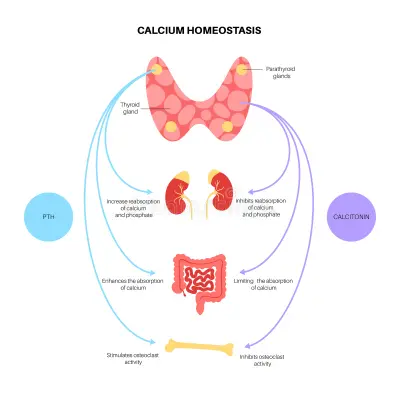 CALCIUM HOMEOSTASIS
Parathyroid
glands
Thyroid
gland
PTH
CALCITONIN
Increase reabsorption
of calcium
and phosphate
Inhibits reabsorption
of calcium
and phosphate
Enhances the absorption
of calcium
Limiting the absorption
of calcium
Stimulates osteoclast
activity
Inhibits osteoclast
activity